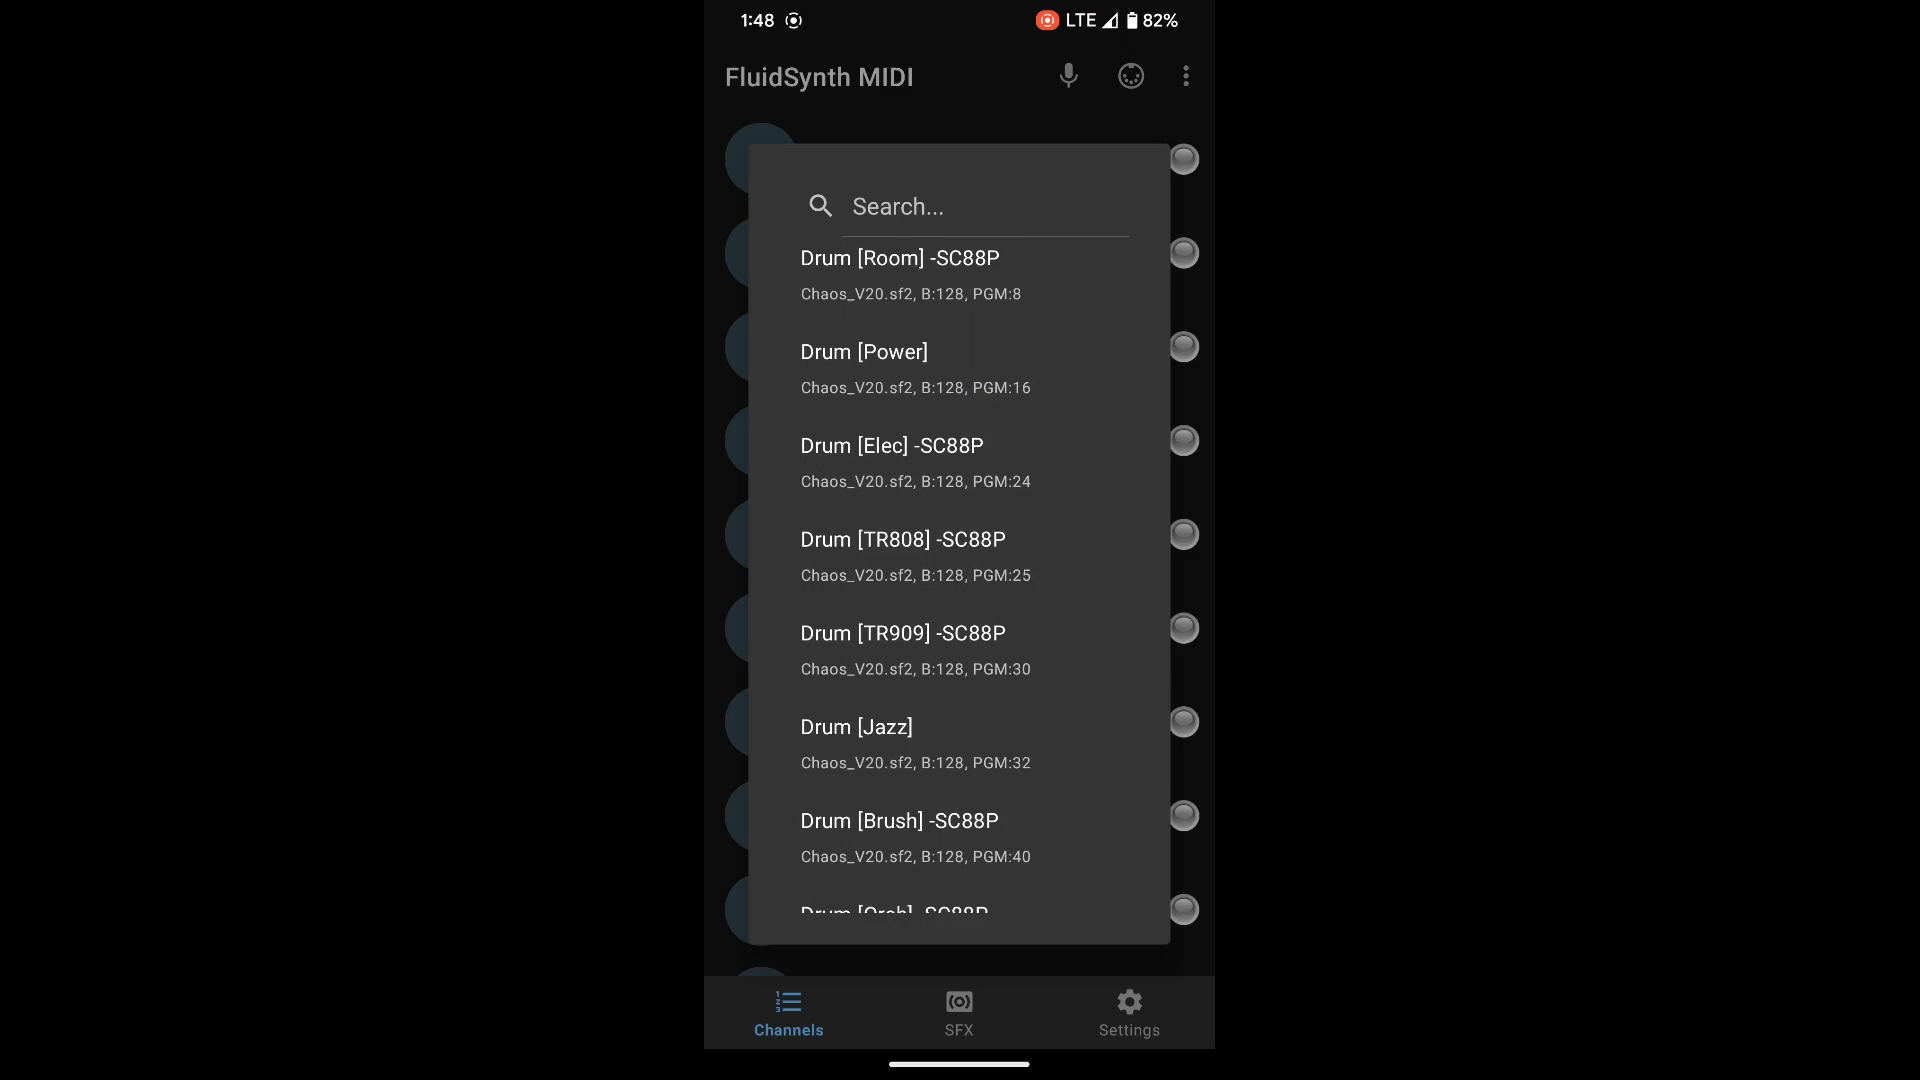 1:48
LTE 82%
FluidSynth MIDI
Search...
Drum [Room] -SC88P
Chaos_V20.sf2, B:128, PGM:8
Drum [Power]
Chaos_V20.sf2, B:128, PGM:16
Drum [Elec] -SC88P
Chaos_V20.sf2, B:128, PGM:24
Drum [TR808] -SC88P
Chaos_V20.sf2, B:128, PGM:25
Drum [TR909] -SC88P
Chaos_V20.sf2, B:128, PGM:30
Drum [Jazz]
Chaos_V20.sf2, B:128, PGM:32
Drum [Brush] -SC88P
Chaos_V20.sf2, B:128, PGM:40
Drum [Orch] -SC88P
Channels
SFX
Settings